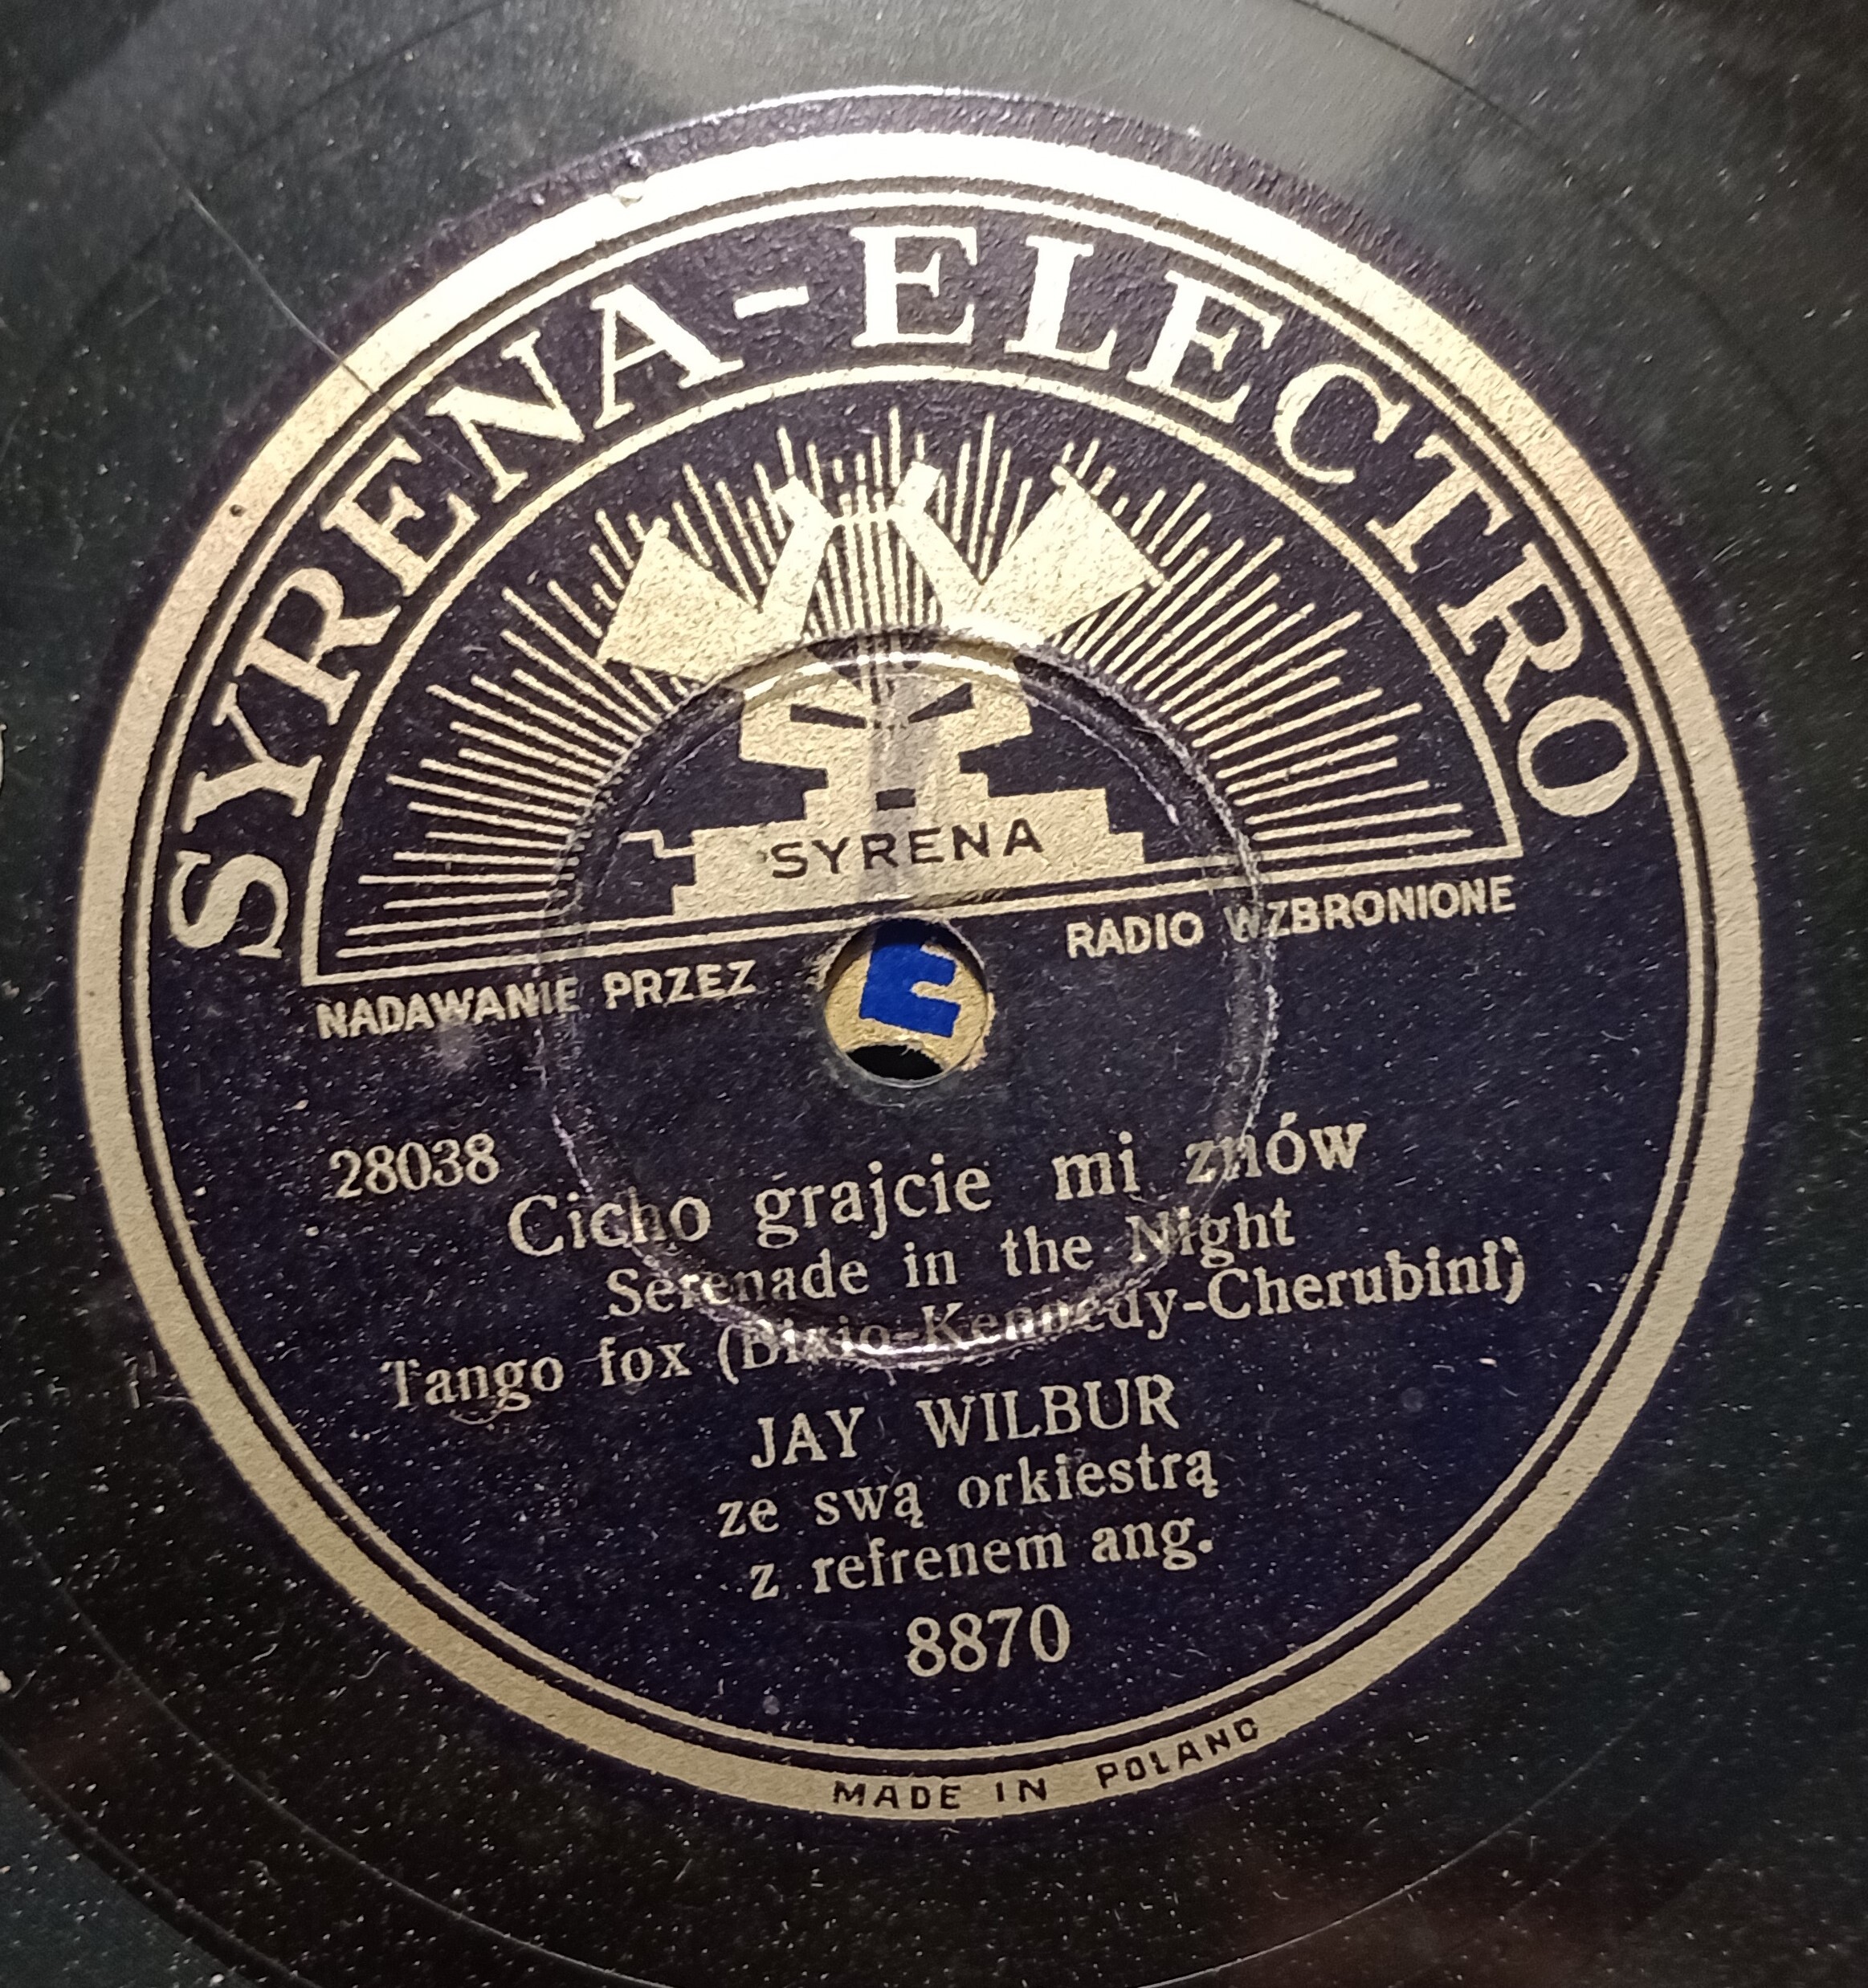 SYRENA-ELECTRO
SYRENA
NADAWANIE PRZEZ RADIO WZBRONIONE
28038
Cicho grajcie mi znów
Serenade in the Night
Tango fox (Bixio-Kennedy-Cherubini)
JAY WILBUR
ze swą orkiestrą
z refrenem ang.
8870
MADE IN POLAND